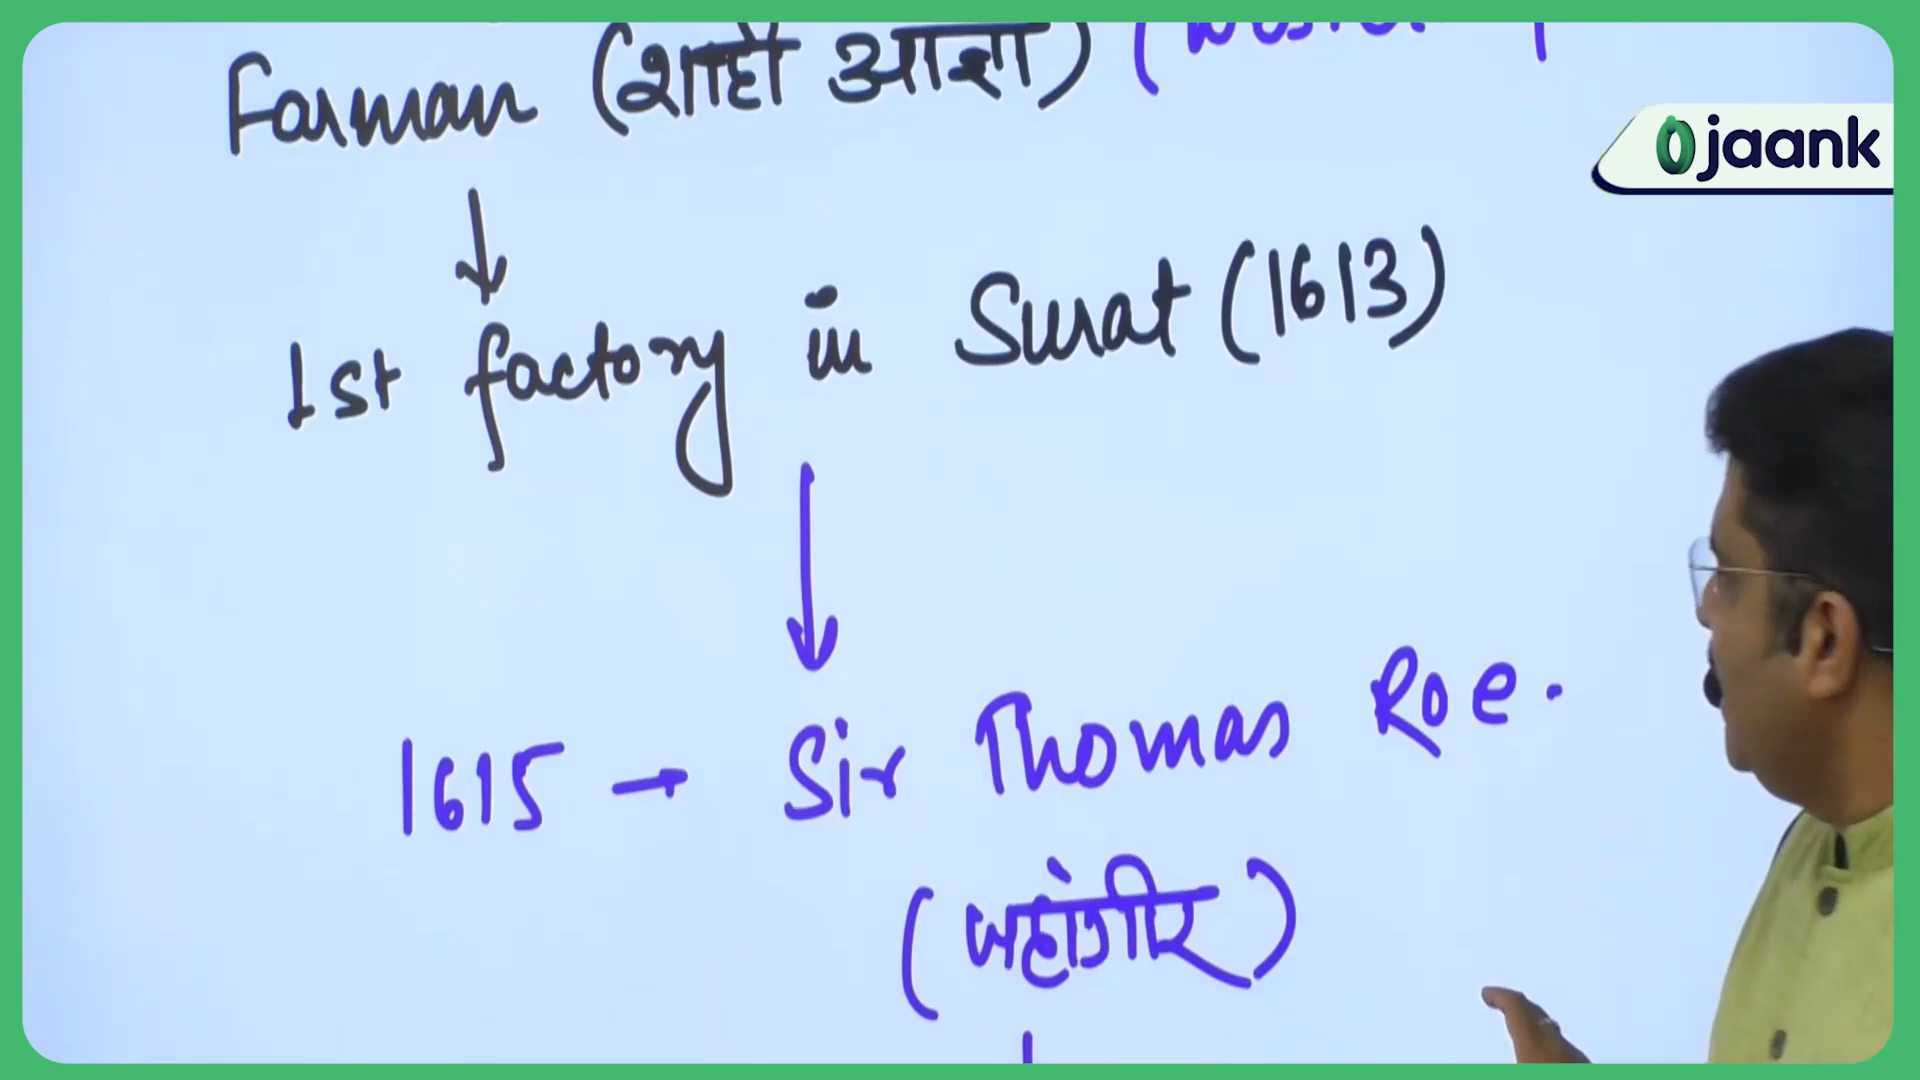 Farman (शाही आज्ञा) (
Ojaank
1st factory in Surat (1613)
1615 → Sir Thomas Roe.
(जहांगीर)